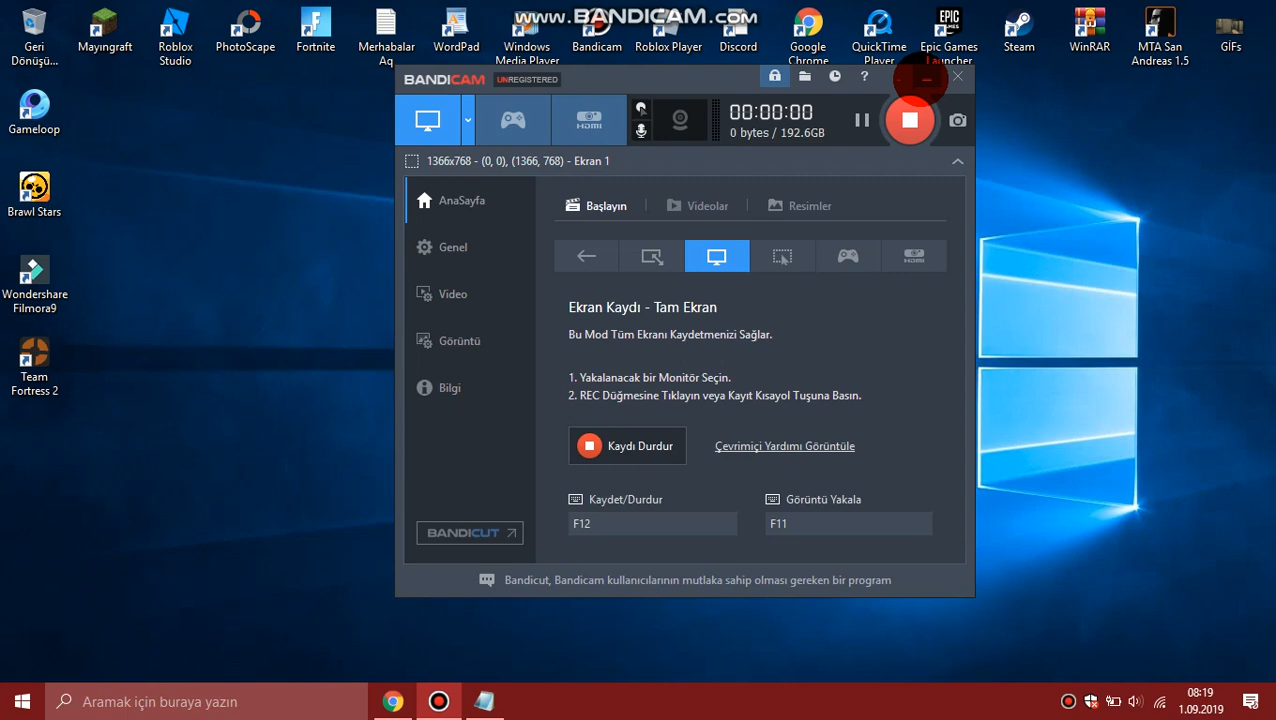 www.BANDICAM.com
Geri
Dönüşü...
Mayıngraft
Roblox
Studio
PhotoScape
Fortnite
Merhabalar
Aq
WordPad
Windows
Media Player
Bandicam
Roblox Player
Discord
Google
Chrome
QuickTime
Player
Epic Games
Launcher
Steam
WinRAR
MTA San
Andreas 1.5
GİFs
Gameloop
Brawl Stars
Wondershare
Filmora9
Team
Fortress 2
BANDICAM UNREGISTERED
HDMI
00:00:00
0 bytes / 192.6GB
1366x768 - (0, 0), (1366, 768) - Ekran 1
AnaSayfa
Genel
Video
Görüntü
Bilgi
BANDICUT
Başlayın
Videolar
Resimler
HDMI
Ekran Kaydı - Tam Ekran
Bu Mod Tüm Ekranı Kaydetmenizi Sağlar.
1. Yakalanacak bir Monitör Seçin.
2. REC Düğmesine Tıklayın veya Kayıt Kısayol Tuşuna Basın.
Kaydı Durdur
Çevrimiçi Yardımı Görüntüle
Kaydet/Durdur
Görüntü Yakala
F12
F11
Bandicut, Bandicam kullanıcılarının mutlaka sahip olması gereken bir program
Aramak için buraya yazın
08:19
1.09.2019